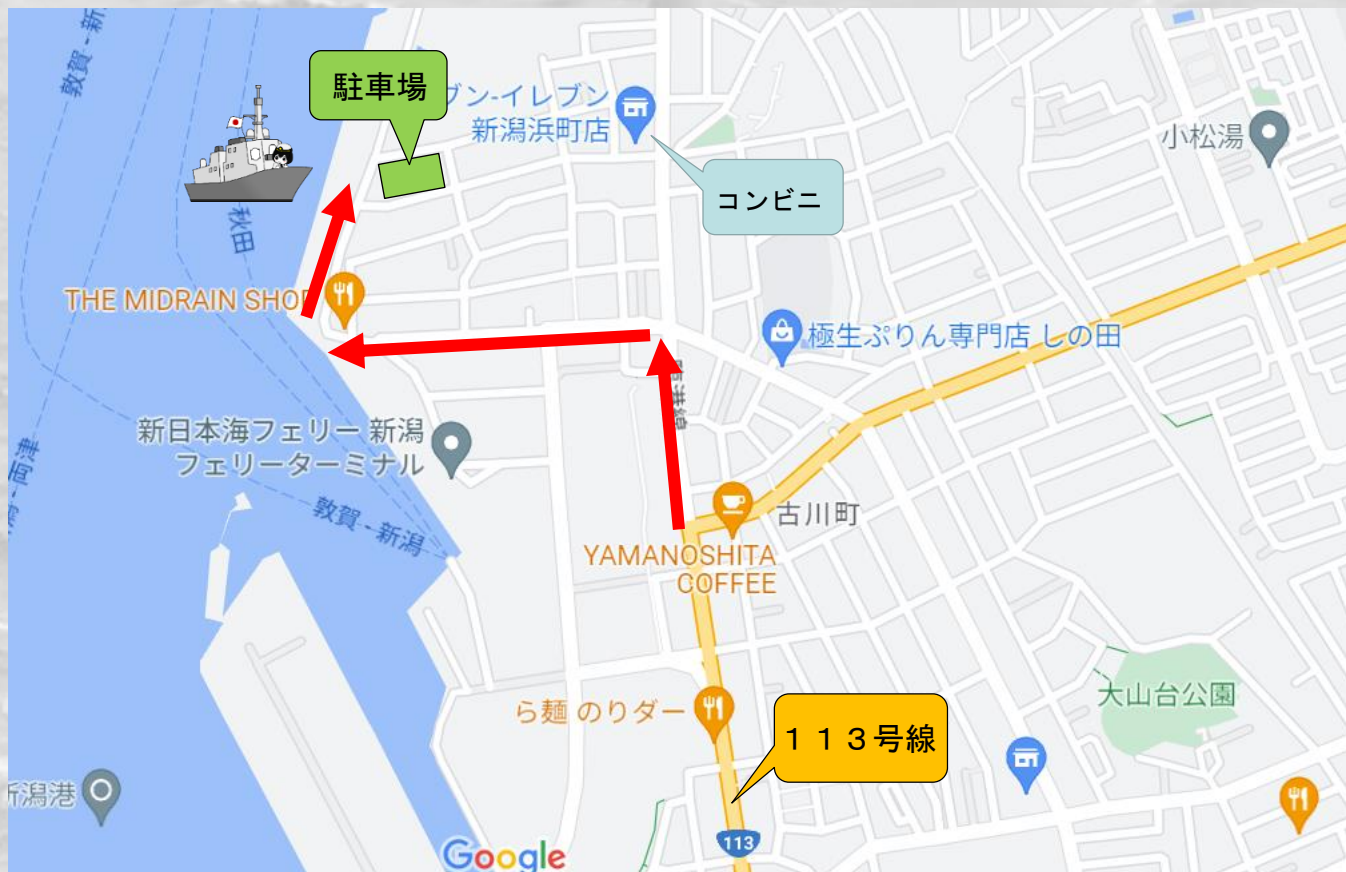 敦賀 - 新
駐車場
ブン-イレブン
新潟浜町店
コンビニ
小松湯
秋田
THE MIDRAIN SHOP
極生ぷりん専門店 しの田
新日本海フェリー 新潟
フェリーターミナル
敦賀 - 新潟
両津
古川町
YAMANOSHITA
COFFEE
ら麺 のりダー
113号線
大山台公園
新潟港
113
Google